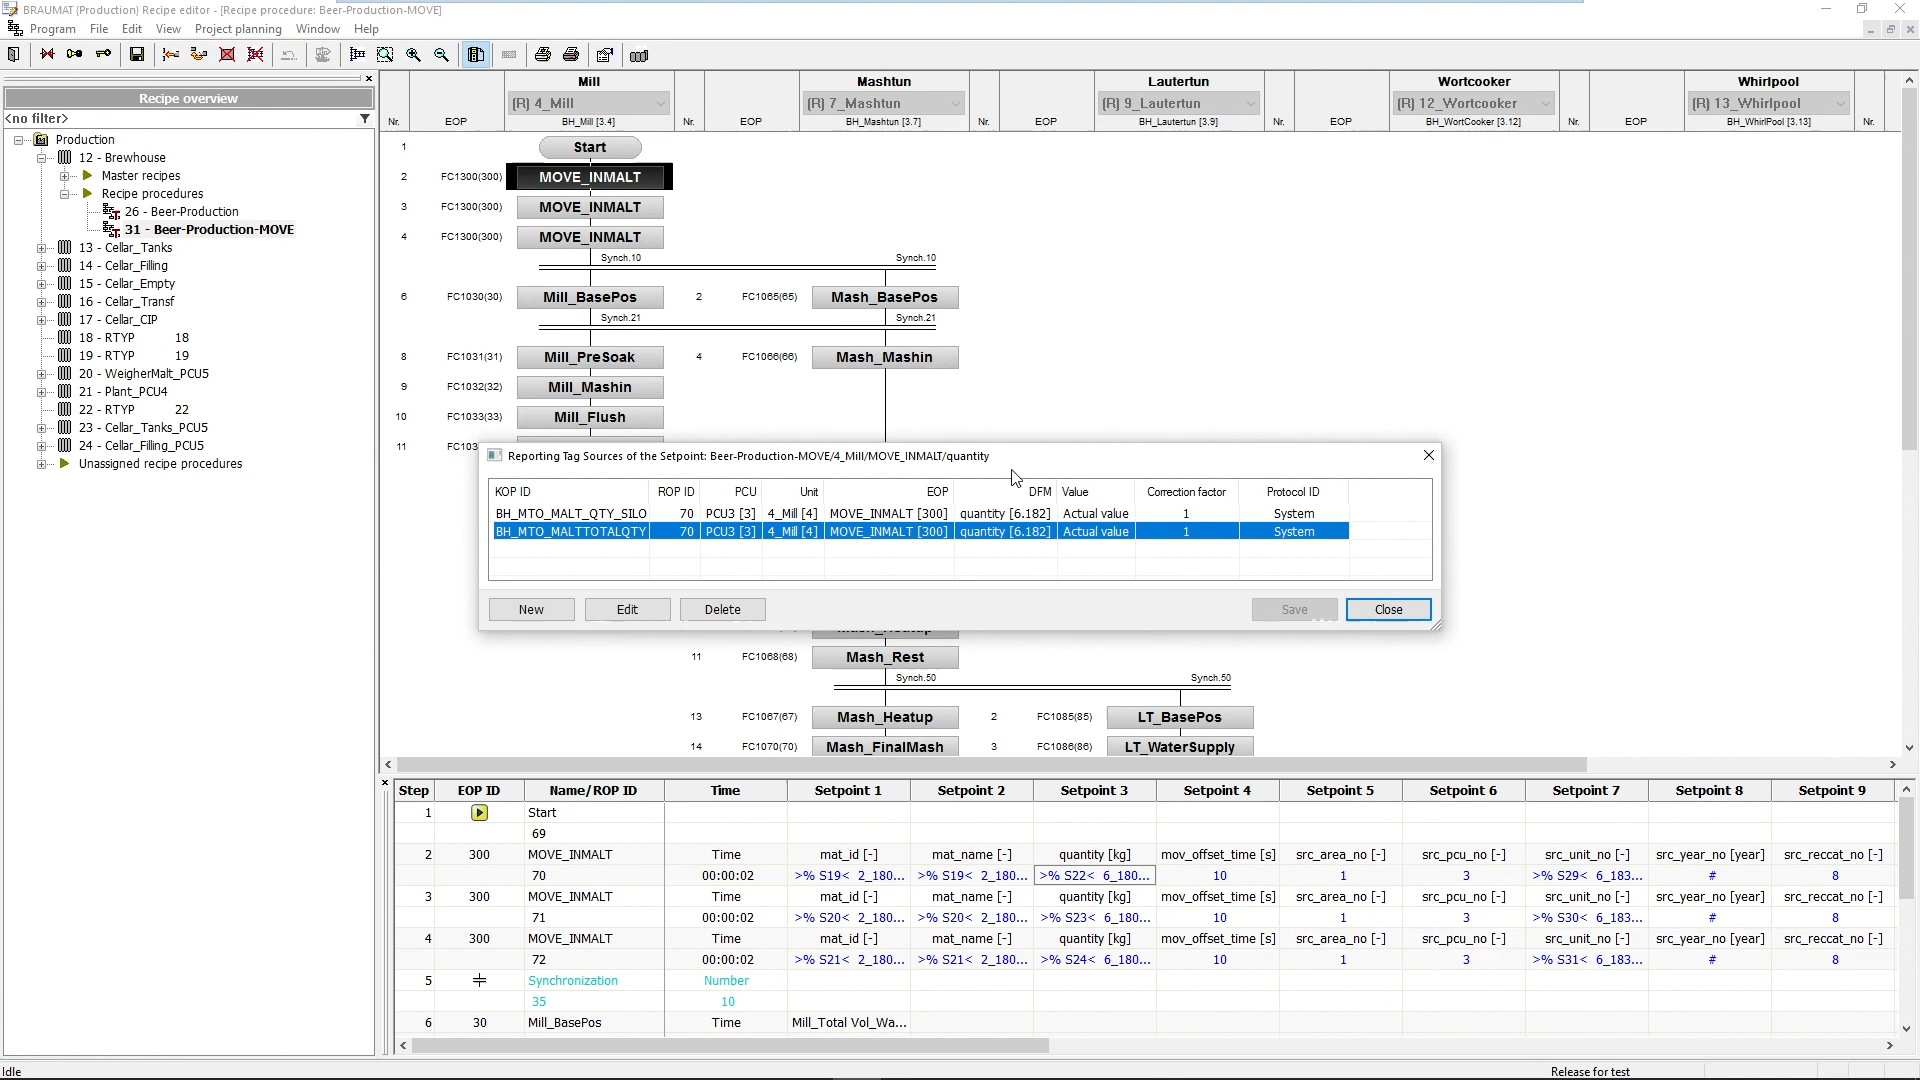 BRAUMAT (Production) Recipe editor - [Recipe procedure: Beer-Production-MOVE]
Program File Edit View Project planning Window Help
Recipe overview
<no filter>
Production
12 - Brewhouse
Master recipes
Recipe procedures
26 - Beer-Production
31 - Beer-Production-MOVE
13 - Cellar_Tanks
14 - Cellar_Filling
15 - Cellar_Empty
16 - Cellar_Transf
17 - Cellar_CIP
18 - RTYP 18
19 - RTYP 19
20 - WeigherMalt_PCU5
21 - Plant_PCU4
22 - RTYP 22
23 - Cellar_Tanks_PCU5
24 - Cellar_Filling_PCU5
Unassigned recipe procedures
Mill Mashtun Lautertun Wortcooker Whirlpool
(R) 4_Mill (R) 7_Mashtun (R) 9_Lautertun (R) 12_Wortcooker (R) 13_Whirlpool
Nr. EOP BH_Mill [3.4] Nr. EOP BH_Mashtun [3.7] Nr. EOP BH_Lautertun [3.9] Nr. EOP BH_WortCooker [3.12] Nr. EOP BH_WhirlPool [3.13] Nr.
1 Start
2 FC1300(300) MOVE_INMALT
3 FC1300(300) MOVE_INMALT
4 FC1300(300) MOVE_INMALT
Synch.10 Synch.10
6 FC1030(30) Mill_BasePos 2 FC1065(65) Mash_BasePos
Synch.21 Synch.21
8 FC1031(31) Mill_PreSoak 4 FC1066(66) Mash_Mashin
9 FC1032(32) Mill_Mashin
10 FC1033(33) Mill_Flush
11 FC103
Reporting Tag Sources of the Setpoint: Beer-Production-MOVE/4_Mill/MOVE_INMALT/quantity
KOP ID ROP ID PCU Unit EOP DFM Value Correction factor Protocol ID
BH_MTO_MALT_QTY_SILO 70 PCU3 [3] 4_Mill [4] MOVE_INMALT [300] quantity [6.182] Actual value 1 System
BH_MTO_MALTTOTALQTY 70 PCU3 [3] 4_Mill [4] MOVE_INMALT [300] quantity [6.182] Actual value 1 System
New Edit Delete Save Close
Mash_Heatup
11 FC1068(68) Mash_Rest
Synch.50 Synch.50
13 FC1067(67) Mash_Heatup 2 FC1085(85) LT_BasePos
14 FC1070(70) Mash_FinalMash 3 FC1086(86) LT_WaterSupply
Step EOP ID Name/ROP ID Time Setpoint 1 Setpoint 2 Setpoint 3 Setpoint 4 Setpoint 5 Setpoint 6 Setpoint 7 Setpoint 8 Setpoint 9
1 Start
69
2 300 MOVE_INMALT Time mat_id [-] mat_name [-] quantity [kg] mov_offset_time [s] src_area_no [-] src_pcu_no [-] src_unit_no [-] src_year_no [year] src_reccat_no [-]
70 00:00:02 >% S19< 2_180... >% S19< 2_180... >% S22< 6_180... 10 1 3 >% S29< 6_183... # 8
3 300 MOVE_INMALT Time mat_id [-] mat_name [-] quantity [kg] mov_offset_time [s] src_area_no [-] src_pcu_no [-] src_unit_no [-] src_year_no [year] src_reccat_no [-]
71 00:00:02 >% S20< 2_180... >% S20< 2_180... >% S23< 6_180... 10 1 3 >% S30< 6_183... # 8
4 300 MOVE_INMALT Time mat_id [-] mat_name [-] quantity [kg] mov_offset_time [s] src_area_no [-] src_pcu_no [-] src_unit_no [-] src_year_no [year] src_reccat_no [-]
72 00:00:02 >% S21< 2_180... >% S21< 2_180... >% S24< 6_180... 10 1 3 >% S31< 6_183... # 8
5 Synchronization Number
35 10
6 30 Mill_BasePos Time Mill_Total Vol_Wa...
Idle Release for test